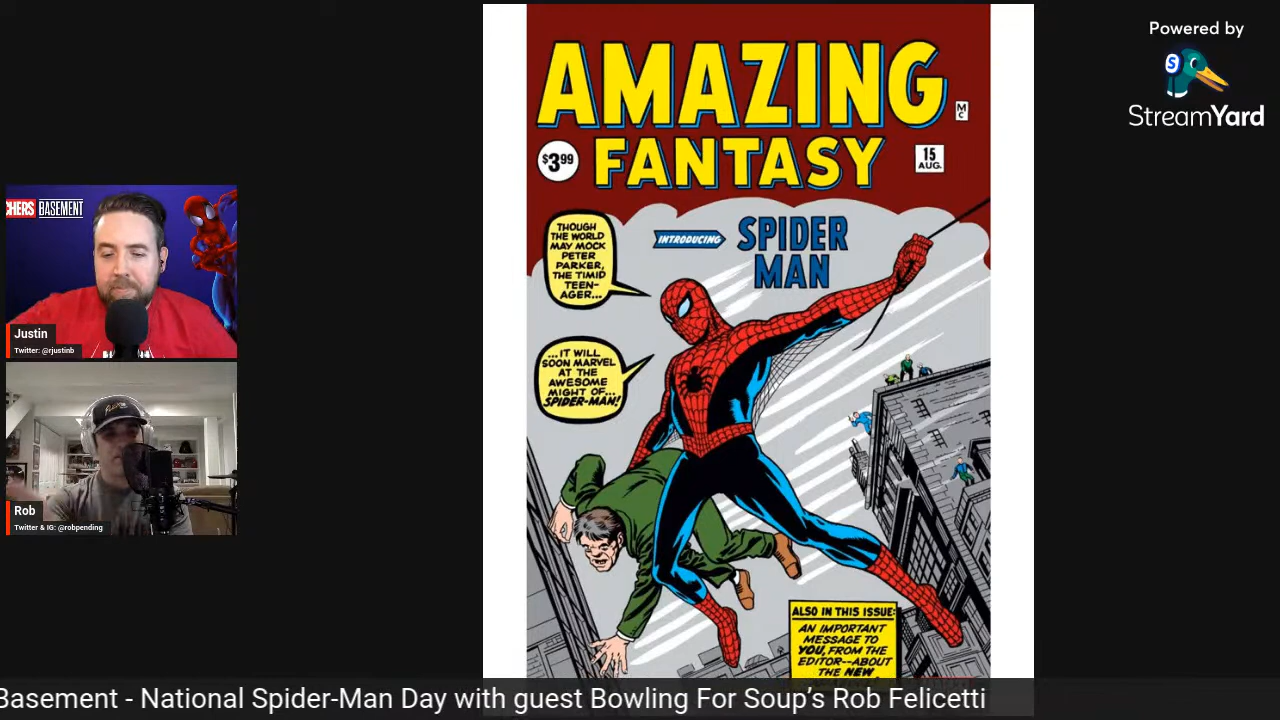 Powered by
S
StreamYard
CHERS BASEMENT
Justin
Twitter: @rjustinb
Rob
Twitter & IG: @robpending
AMAZING
MC
FANTASY
$3.99
15
AUG.
INTRODUCING
SPIDER
MAN
THOUGH
THE WORLD
MAY MOCK
PETER
PARKER,
THE TIMID
TEEN-
AGER...
...IT WILL
SOON MARVEL
AT THE
AWESOME
MIGHT OF...
SPIDER-MAN!
ALSO IN THIS ISSUE:
AN IMPORTANT
MESSAGE TO
YOU, FROM THE
EDITOR--ABOUT
THE NEW
Basement - National Spider-Man Day with guest Bowling For Soup’s Rob Felicetti